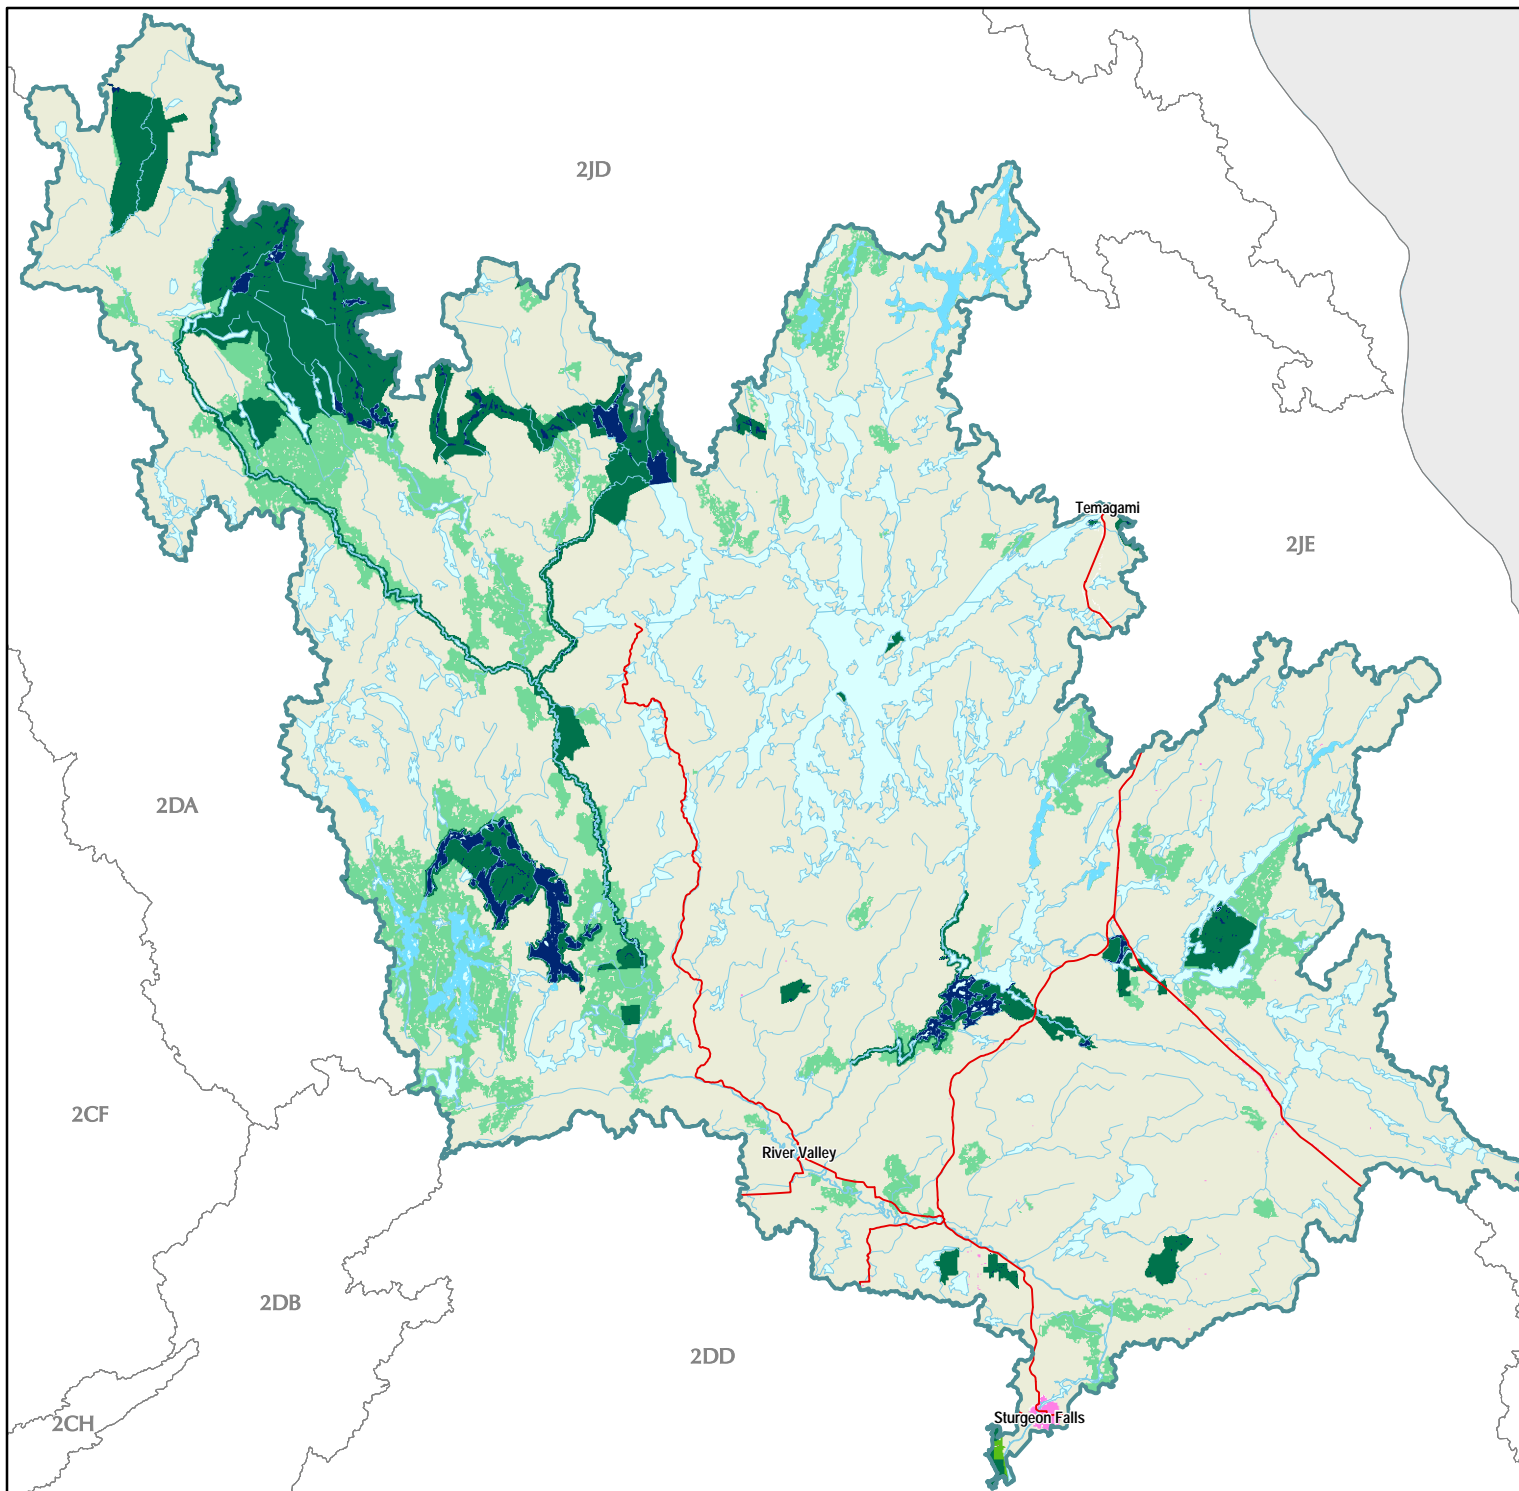 2JD
Temagami
2JE
2DA
2CF
River Valley
2DB
2DD
2CH
Sturgeon Falls